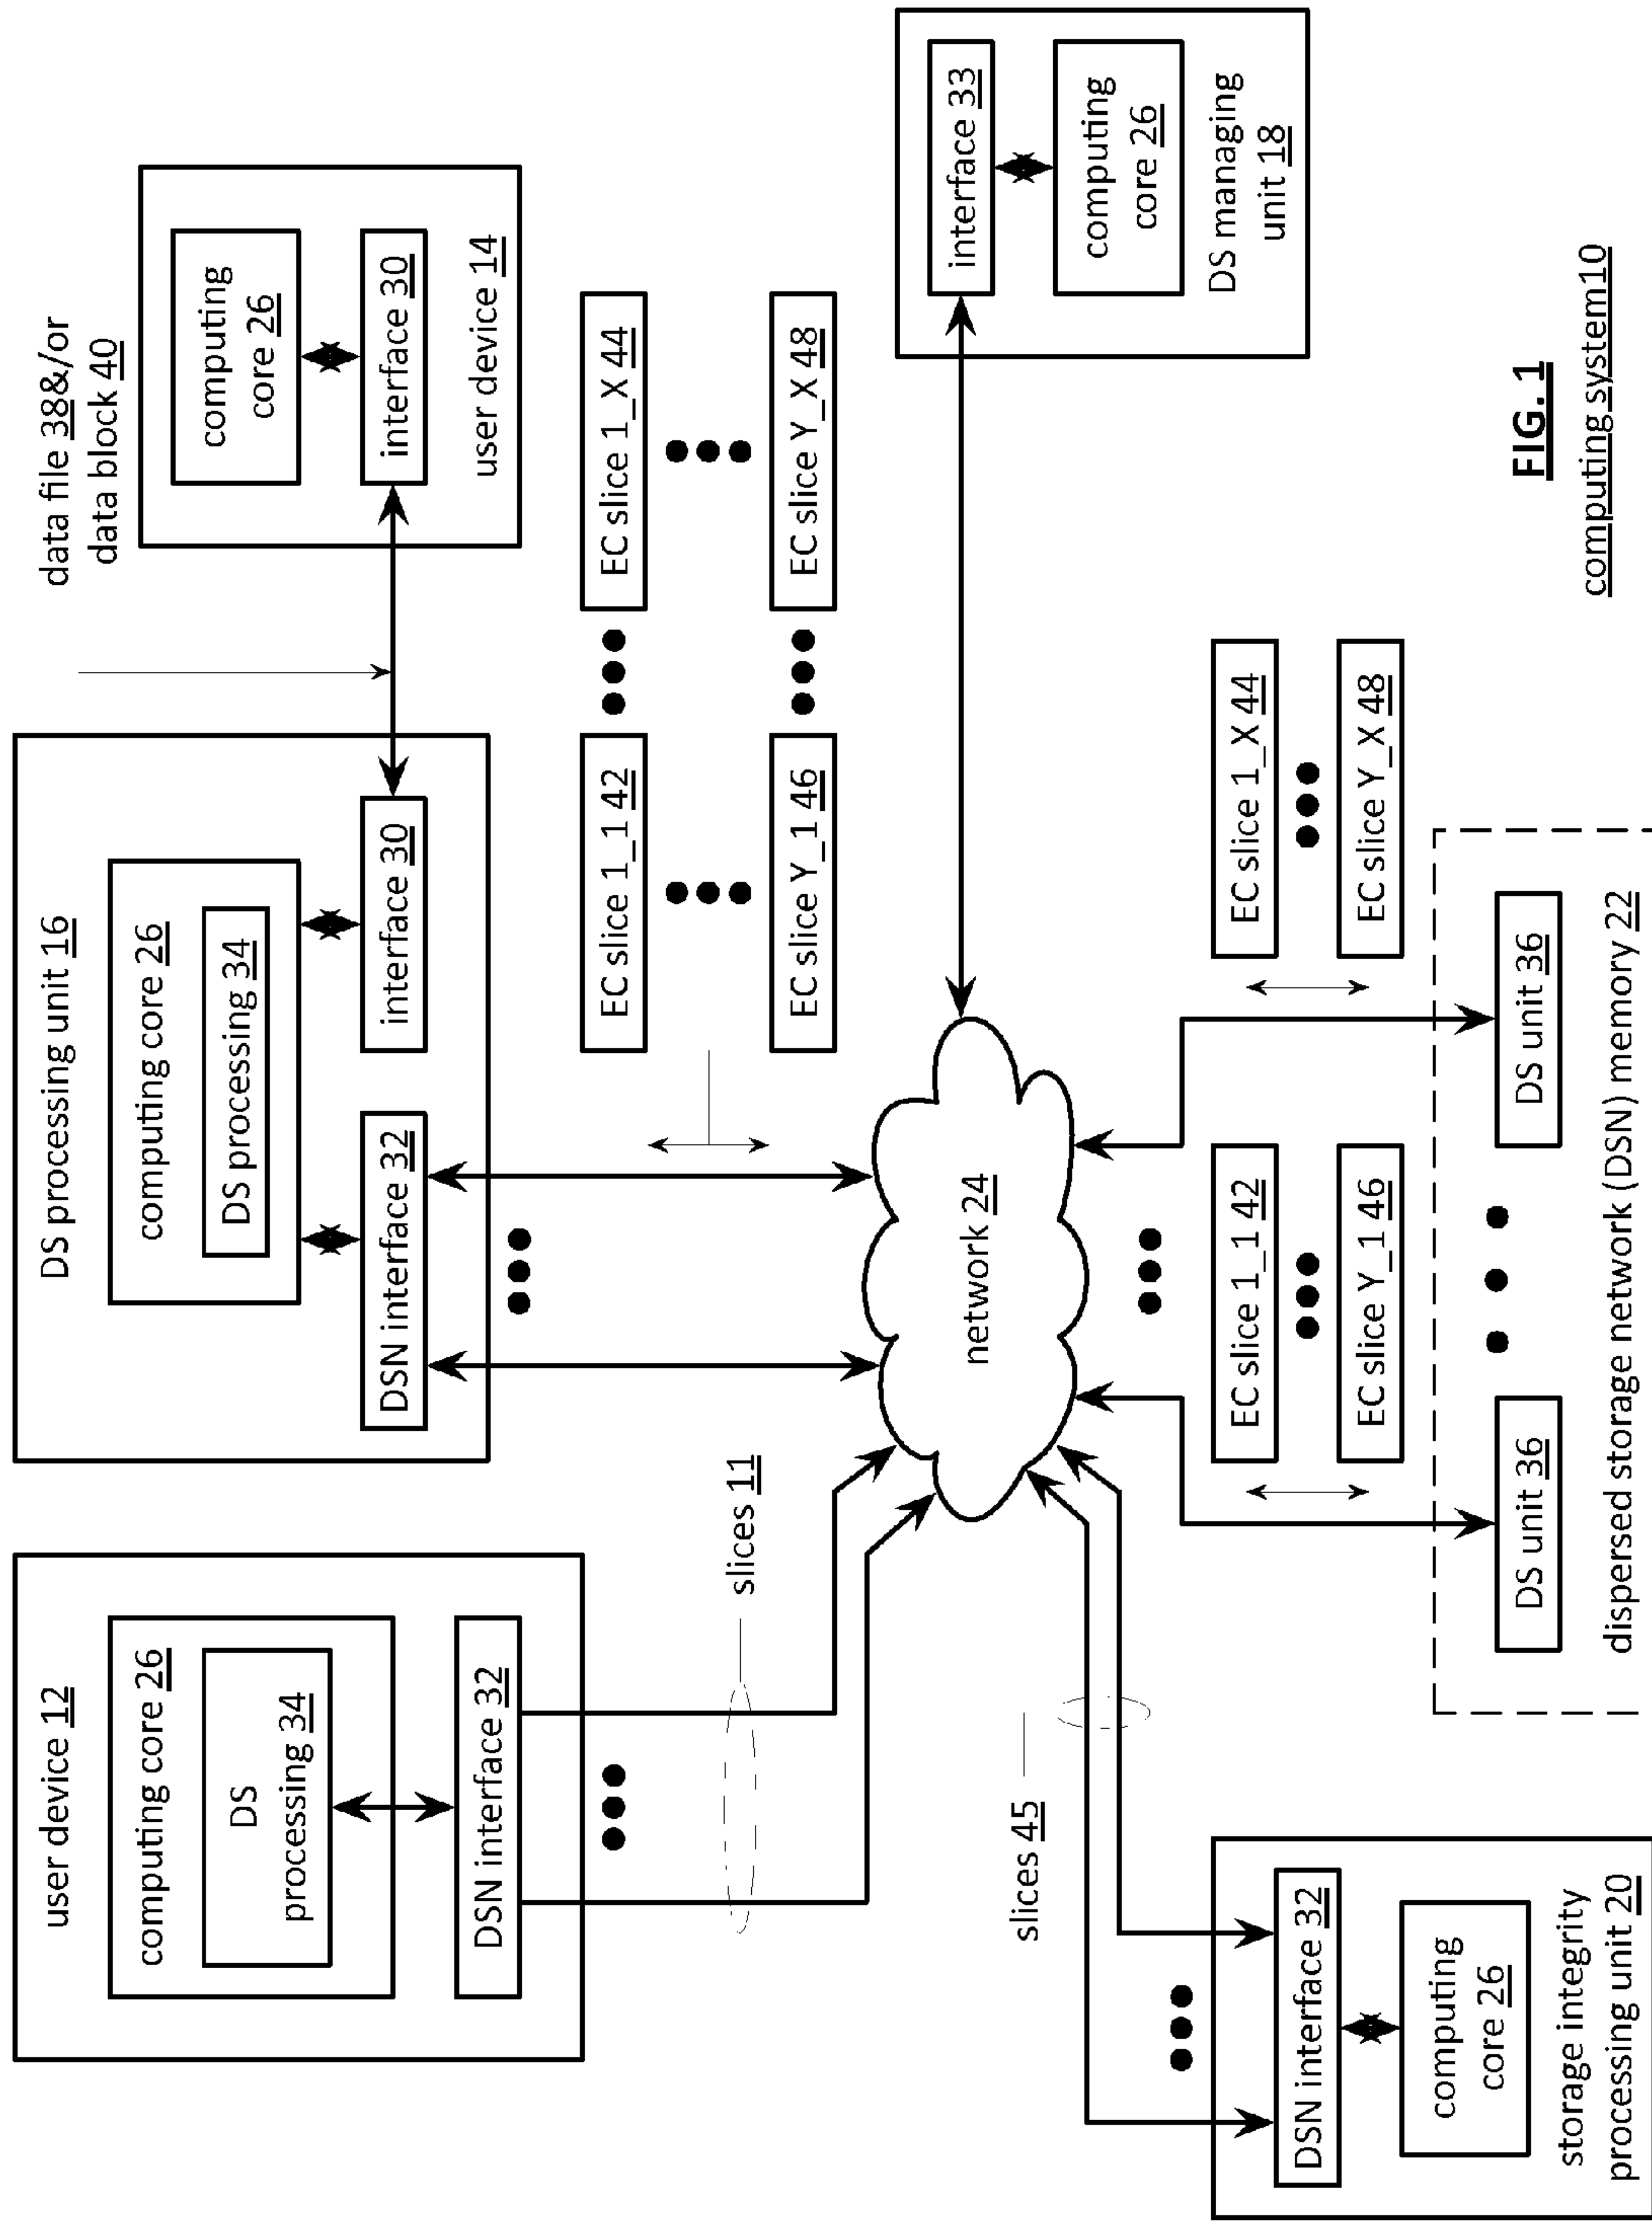 user device 12
computing core 26
DS
processing 34
DSN interface 32
slices 11
DS processing unit 16
computing core 26
DS processing 34
DSN interface 32
interface 30
data file 38&/or
data block 40
computing
core 26
interface 30
user device 14
EC slice 1_1 42
EC slice 1_X 44
EC slice Y_1 46
EC slice Y_X 48
network 24
interface 33
computing
core 26
DS managing
unit 18
slices 45
DSN interface 32
computing
core 26
storage integrity
processing unit 20
EC slice 1_1 42
EC slice Y_1 46
EC slice 1_X 44
EC slice Y_X 48
DS unit 36
DS unit 36
dispersed storage network (DSN) memory 22
FIG. 1
computing system10